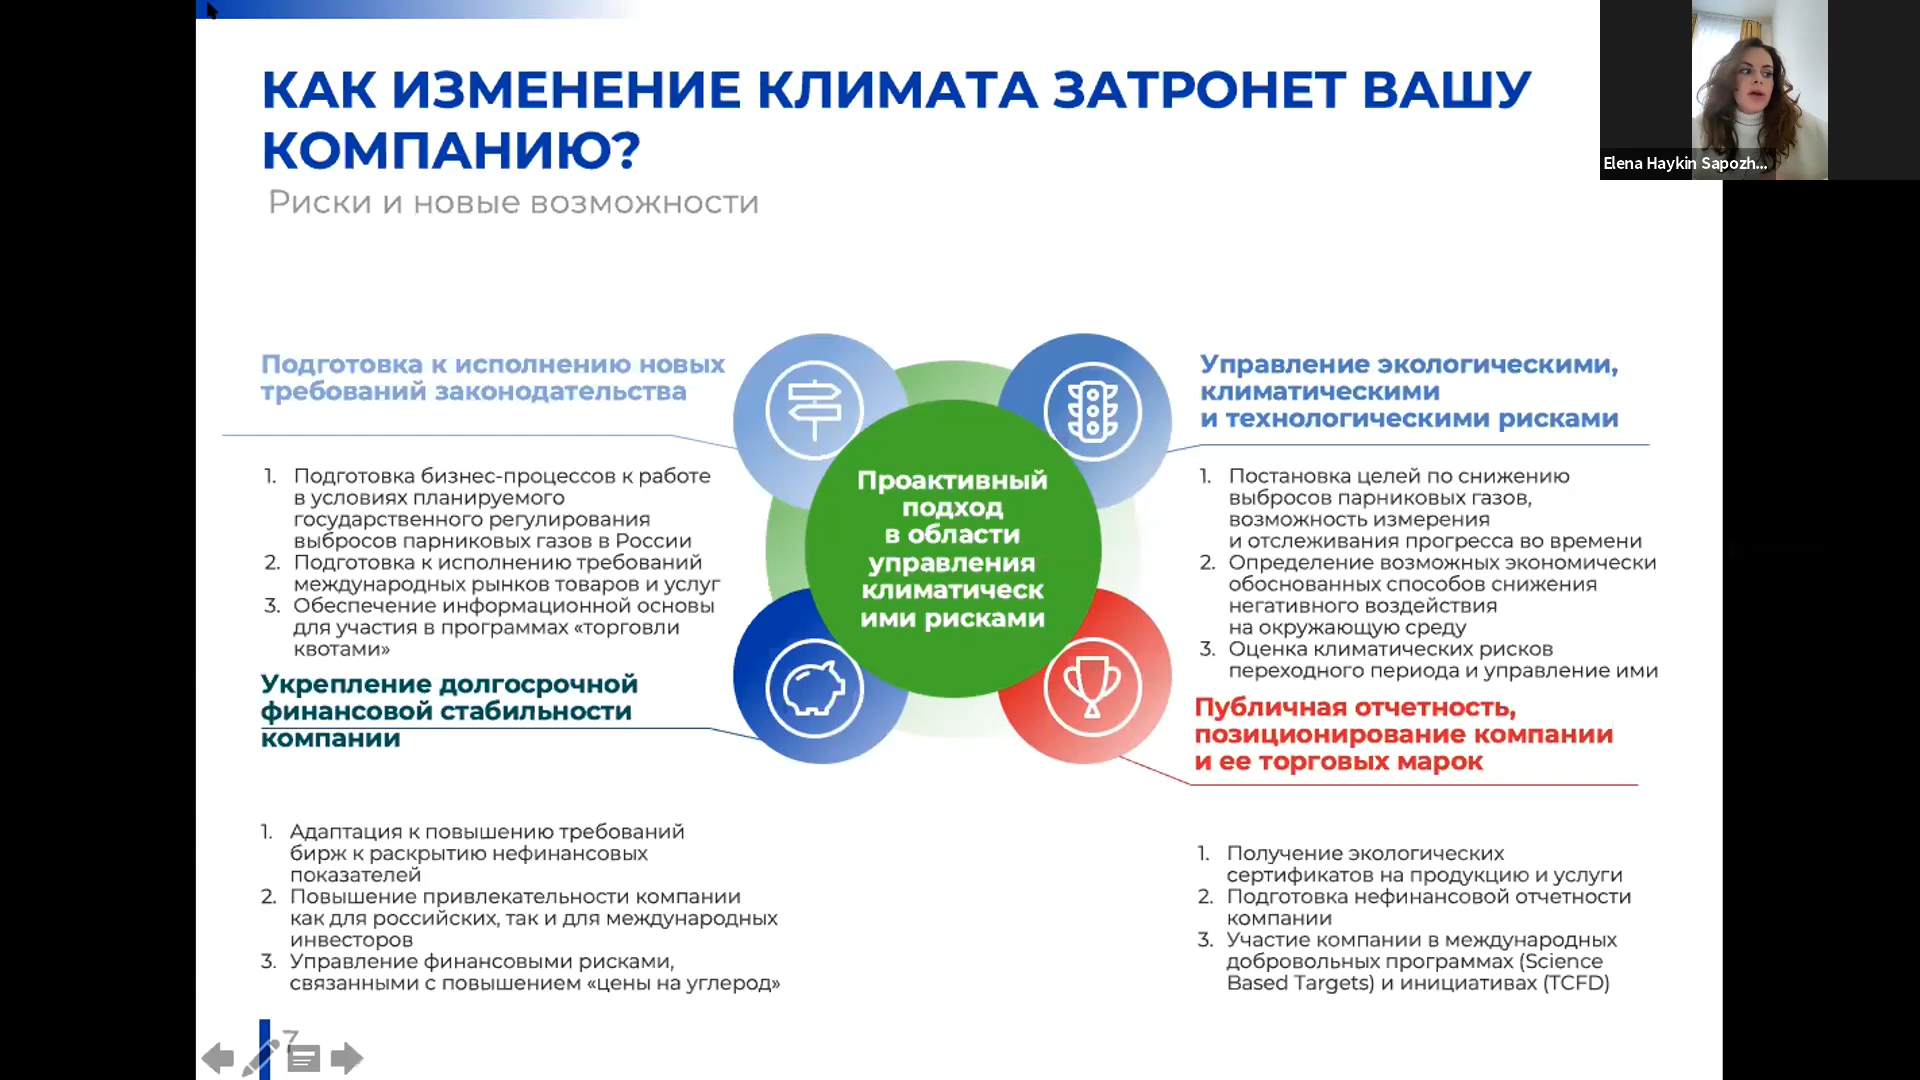 КАК ИЗМЕНЕНИЕ КЛИМАТА ЗАТРОНЕТ ВАШУ
КОМПАНИЮ?
Риски и новые возможности
Elena Haykin Sapozh...
Подготовка к исполнению новых
требований законодательства
1. Подготовка бизнес-процессов к работе
в условиях планируемого
государственного регулирования
выбросов парниковых газов в России
2. Подготовка к исполнению требований
международных рынков товаров и услуг
3. Обеспечение информационной основы
для участия в программах «торговли
квотами»
Укрепление долгосрочной
финансовой стабильности
компании
1. Адаптация к повышению требований
бирж к раскрытию нефинансовых
показателей
2. Повышение привлекательности компании
как для российских, так и для международных
инвесторов
3. Управление финансовыми рисками,
связанными с повышением «цены на углерод»
Проактивный
подход
в области
управления
климатическ
ими рисками
Управление экологическими,
климатическими
и технологическими рисками
1. Постановка целей по снижению
выбросов парниковых газов,
возможность измерения
и отслеживания прогресса во времени
2. Определение возможных экономически
обоснованных способов снижения
негативного воздействия
на окружающую среду
3. Оценка климатических рисков
переходного периода и управление ими
Публичная отчетность,
позиционирование компании
и ее торговых марок
1. Получение экологических
сертификатов на продукцию и услуги
2. Подготовка нефинансовой отчетности
компании
3. Участие компании в международных
добровольных программах (Science
Based Targets) и инициативах (TCFD)
7